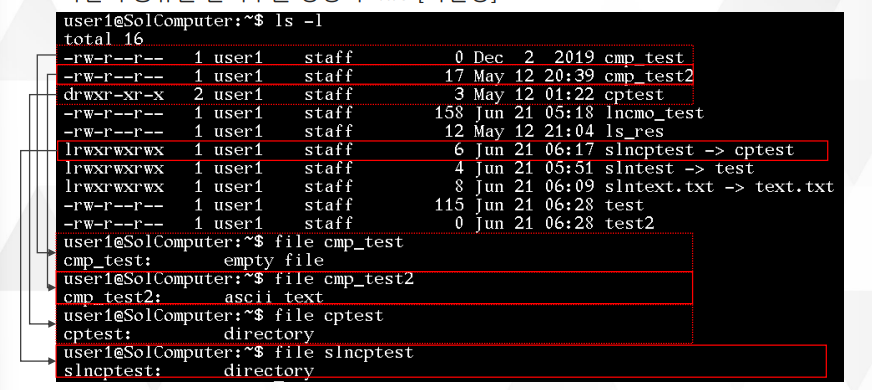 user1@SolComputer:~$ ls -l
total 16
-rw-r--r-- 1 user1 staff 0 Dec 2 2019 cmp_test
-rw-r--r-- 1 user1 staff 17 May 12 20:39 cmp_test2
drwxr-xr-x 2 user1 staff 3 May 12 01:22 cptest
-rw-r--r-- 1 user1 staff 158 Jun 21 05:18 lncmo_test
-rw-r--r-- 1 user1 staff 12 May 12 21:04 ls_res
lrwxrwxrwx 1 user1 staff 6 Jun 21 06:17 slncptest -> cptest
lrwxrwxrwx 1 user1 staff 4 Jun 21 05:51 slntest -> test
lrwxrwxrwx 1 user1 staff 8 Jun 21 06:09 slntext.txt -> text.txt
-rw-r--r-- 1 user1 staff 115 Jun 21 06:28 test
-rw-r--r-- 1 user1 staff 0 Jun 21 06:28 test2
user1@SolComputer:~$ file cmp_test
cmp_test: empty file
user1@SolComputer:~$ file cmp_test2
cmp_test2: ascii text
user1@SolComputer:~$ file cptest
cptest: directory
user1@SolComputer:~$ file slncptest
slncptest: directory